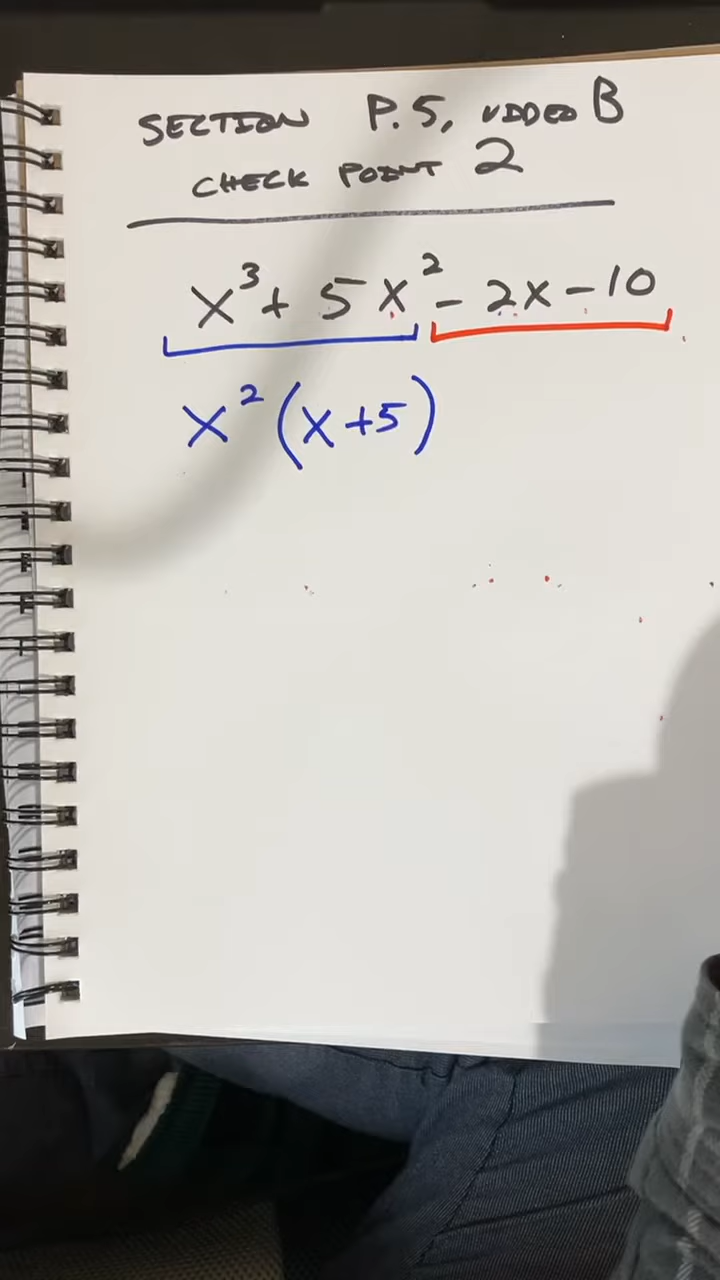 SECTION P.5, VIDEO B
CHECK POINT 2
x³ + 5x² - 2x - 10
x² (x+5)